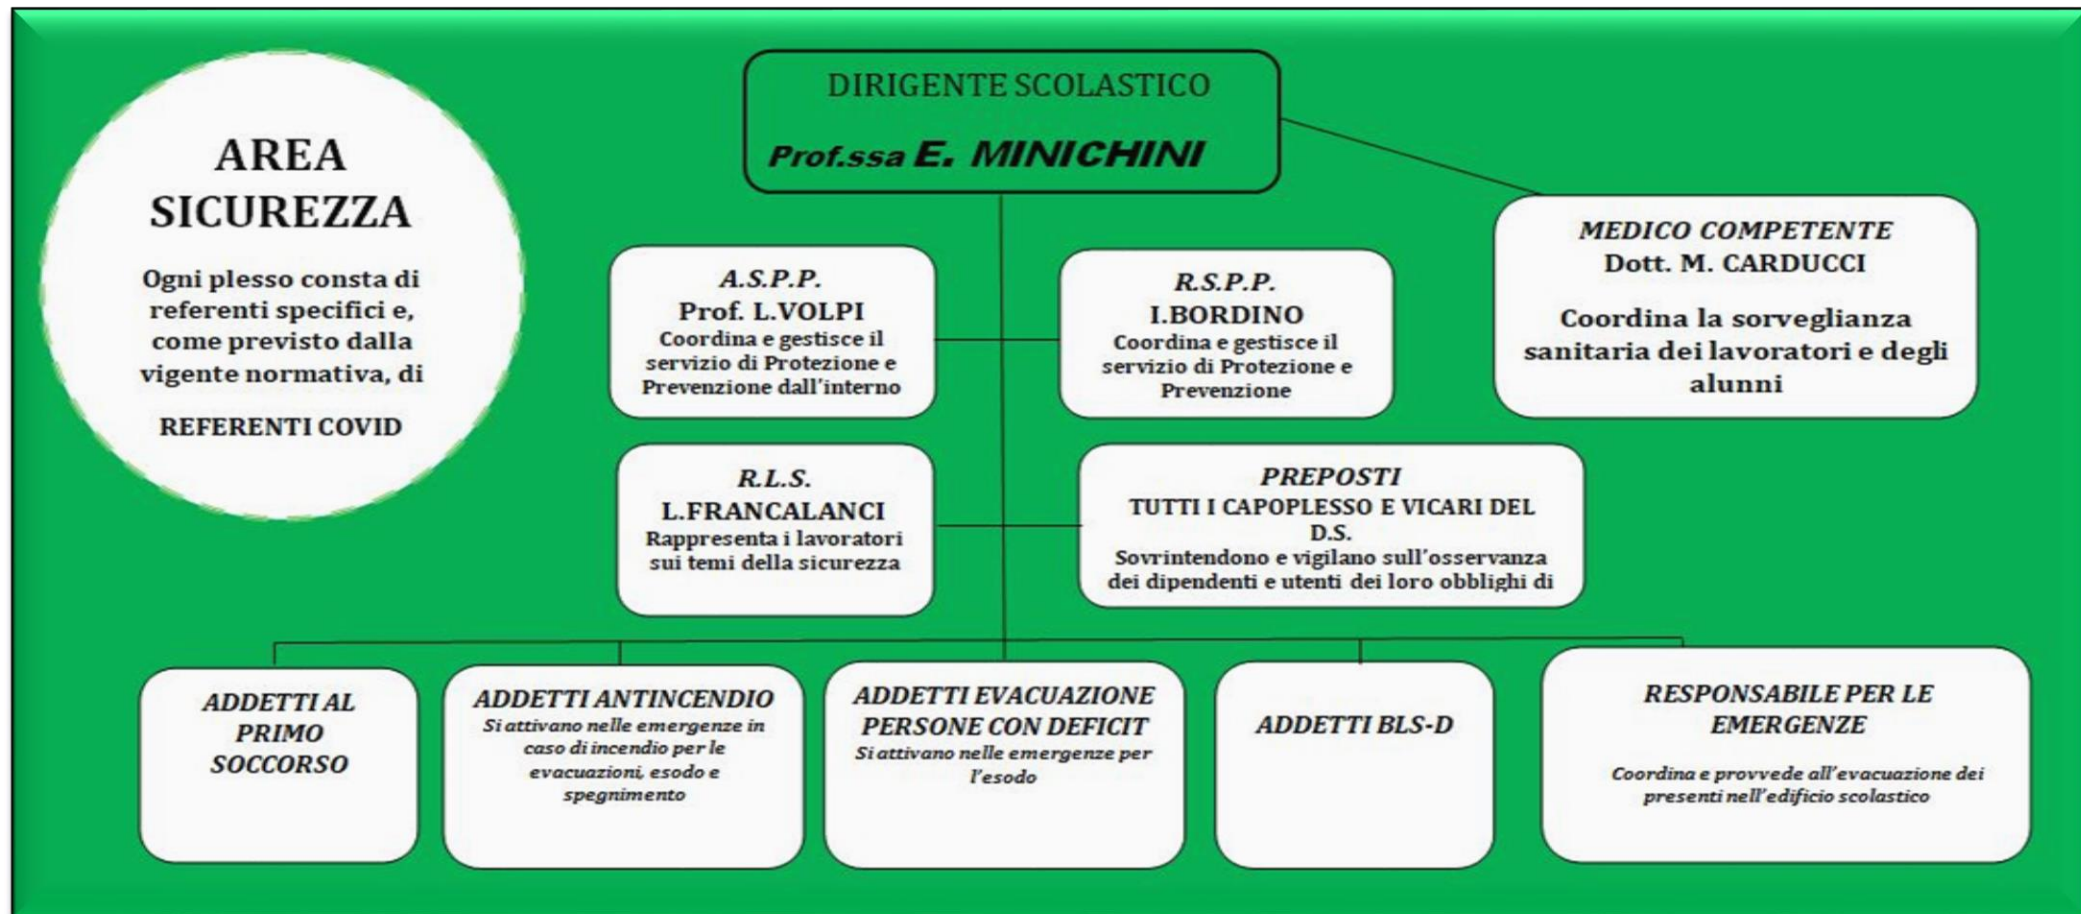 AREA
SICUREZZA
Ogni plesso consta di
referenti specifici e,
come previsto dalla
vigente normativa, di
REFERENTI COVID
DIRIGENTE SCOLASTICO
Prof.ssa E. MINICHINI
MEDICO COMPETENTE
Dott. M. CARDUCCI
Coordina la sorveglianza
sanitaria dei lavoratori e degli
alunni
A.S.P.P.
Prof. L.VOLPI
Coordina e gestisce il
servizio di Protezione e
Prevenzione dall'interno
R.S.P.P.
I.BORDINO
Coordina e gestisce il
servizio di Protezione e
Prevenzione
R.L.S.
L.FRANCALANCI
Rappresenta i lavoratori
sui temi della sicurezza
PREPOSTI
TUTTI I CAPOPLESSO E VICARI DEL
D.S.
Sovrintendono e vigilano sull'osservanza
dei dipendenti e utenti dei loro obblighi di
ADDETTI AL
PRIMO
SOCCORSO
ADDETTI ANTINCENDIO
Si attivano nelle emergenze in
caso di incendio per le
evacuazioni, esodo e
spegnimento
ADDETTI EVACUAZIONE
PERSONE CON DEFICIT
Si attivano nelle emergenze per
l'esodo
ADDETTI BLS-D
RESPONSABILE PER LE
EMERGENZE
Coordina e provvede all'evacuazione dei
presenti nell'edificio scolastico